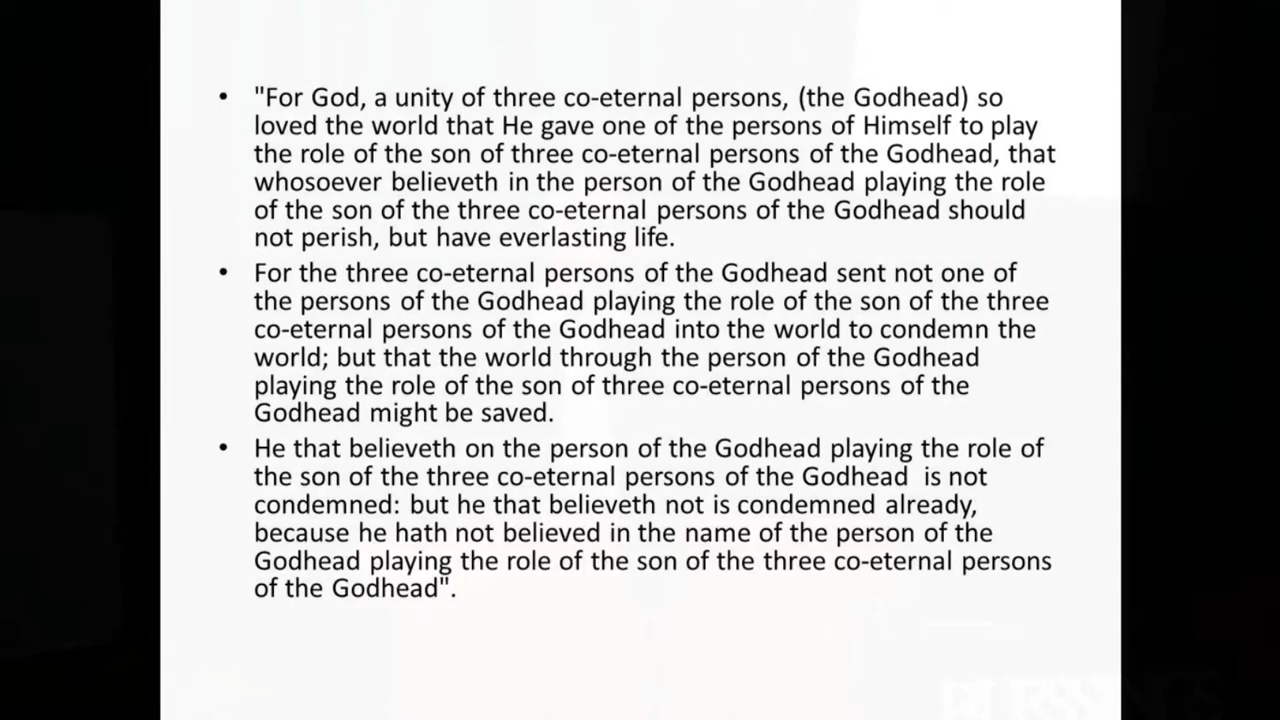 • "For God, a unity of three co-eternal persons, (the Godhead) so
loved the world that He gave one of the persons of Himself to play
the role of the son of three co-eternal persons of the Godhead, that
whosoever believeth in the person of the Godhead playing the role
of the son of the three co-eternal persons of the Godhead should
not perish, but have everlasting life.
• For the three co-eternal persons of the Godhead sent not one of
the persons of the Godhead playing the role of the son of the three
co-eternal persons of the Godhead into the world to condemn the
world; but that the world through the person of the Godhead
playing the role of the son of three co-eternal persons of the
Godhead might be saved.
• He that believeth on the person of the Godhead playing the role of
the son of the three co-eternal persons of the Godhead is not
condemned: but he that believeth not is condemned already,
because he hath not believed in the name of the person of the
Godhead playing the role of the son of the three co-eternal persons
of the Godhead".
BLESSINGS